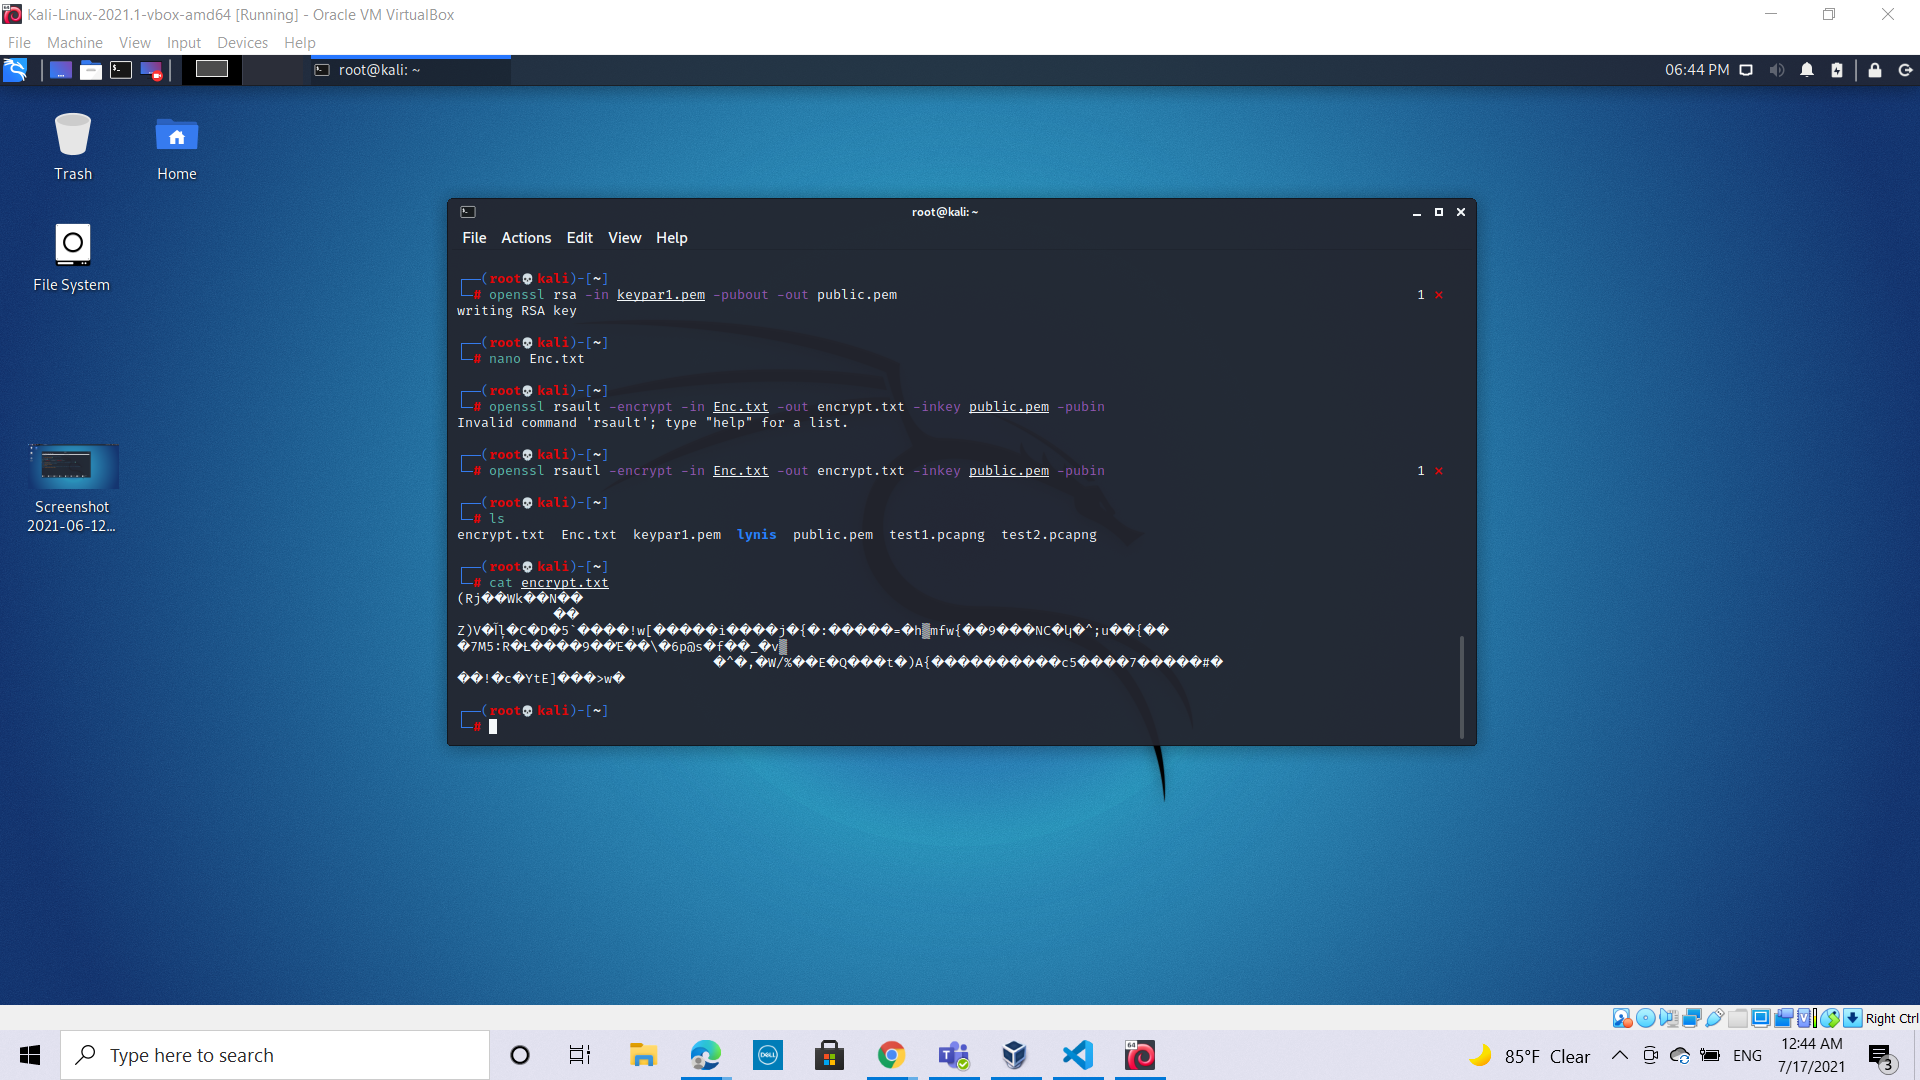 Kali-Linux-2021.1-vbox-amd64 [Running] - Oracle VM VirtualBox
File Machine View Input Devices Help
root@kali: ~
06:44 PM
Trash
Home
File System
Screenshot
2021-06-12...
root@kali: ~
File Actions Edit View Help
┌──(root💀kali)-[~]
└─# openssl rsa -in keypar1.pem -pubout -out public.pem 1 ⨯
writing RSA key
┌──(root💀kali)-[~]
└─# nano Enc.txt
┌──(root💀kali)-[~]
└─# openssl rsault -encrypt -in Enc.txt -out encrypt.txt -inkey public.pem -pubin
Invalid command 'rsault'; type "help" for a list.
┌──(root💀kali)-[~]
└─# openssl rsautl -encrypt -in Enc.txt -out encrypt.txt -inkey public.pem -pubin 1 ⨯
┌──(root💀kali)-[~]
└─# ls
encrypt.txt Enc.txt keypar1.pem lynis public.pem test1.pcapng test2.pcapng
┌──(root💀kali)-[~]
└─# cat encrypt.txt
(Rj��Wk��N��
��
�C�D�5`����!w[�����i����j�{�:�����=�h▒mfw{��9���NC�
�7M5:R�Ł����9��
�^�,�W/%��E�Q���t�)A{����������c5����7�����#�
��!�c�YtE]���>w�
┌──(root💀kali)-[~]
└─#
Right Ctrl
Type here to search
DELL
64
85°F Clear
ENG
12:44 AM
7/17/2021
3